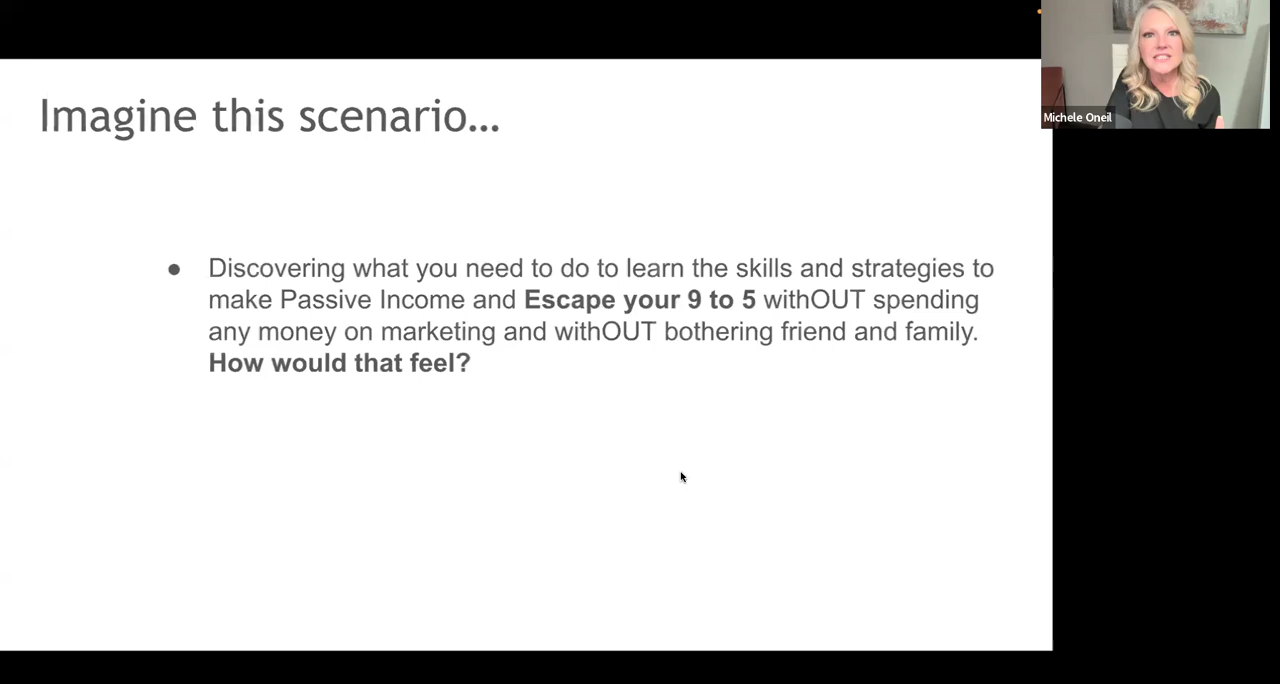 Imagine this scenario...
Michele Oneil
● Discovering what you need to do to learn the skills and strategies to
make Passive Income and Escape your 9 to 5 withOUT spending
any money on marketing and withOUT bothering friend and family.
How would that feel?